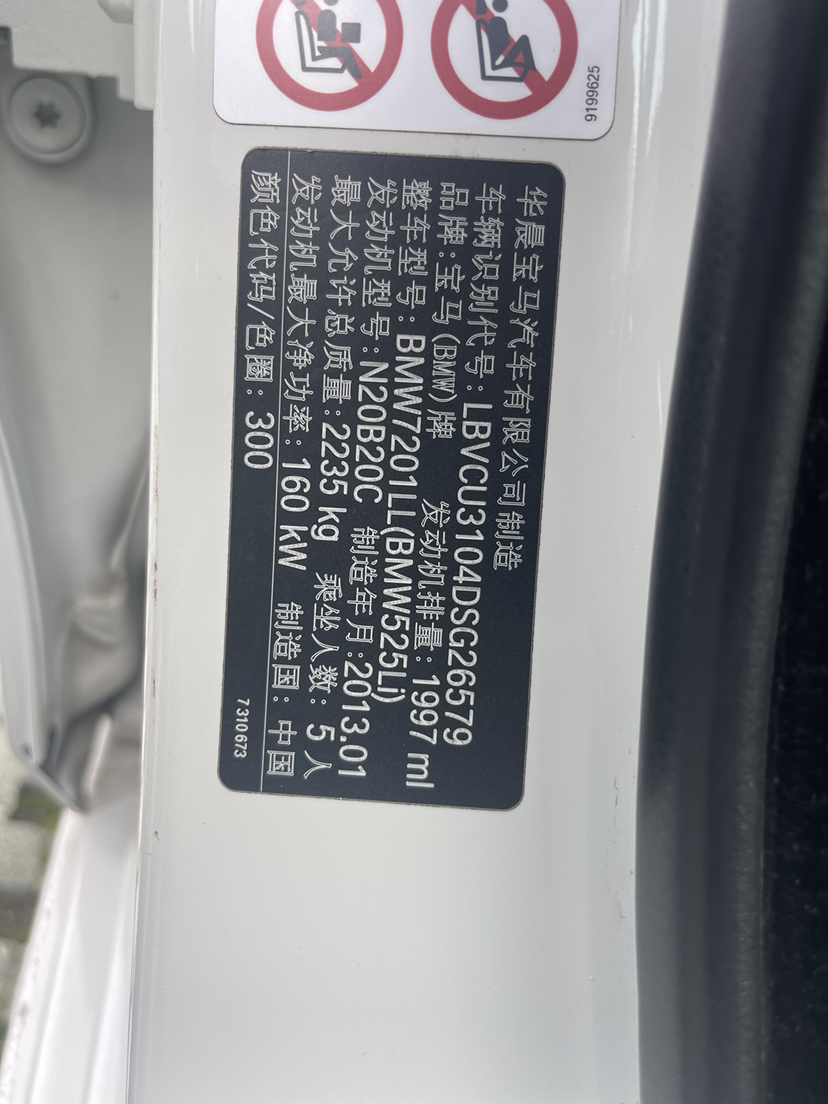 9199625
华晨宝马汽车有限公司制造
车辆识别代号:LBVCU3104DSG26579
品牌:宝马(BMW)牌 发动机排量:1997 ml
整车型号:BMW7201LL(BMW525Li)
发动机型号:N20B20C 制造年月:2013.01
最大允许总质量:2235 kg 乘坐人数:5人
发动机最大净功率:160 kW 制造国:中国
颜色代码/色圈:300
7 310 673